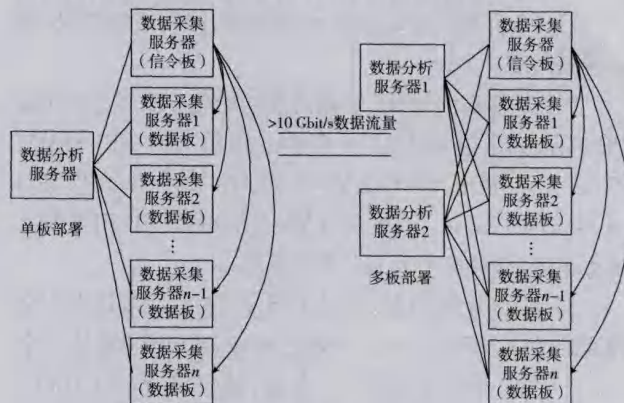 数据分析
服务器
单板部署
数据采集
服务器
（信令板）
数据采集
服务器1
（数据板）
数据采集
服务器2
（数据板）
⋮
数据采集
服务器n-1
（数据板）
数据采集
服务器n
（数据板）
>10 Gbit/s数据流量
数据分析
服务器1
数据分析
服务器2
多板部署
数据采集
服务器
（信令板）
数据采集
服务器1
（数据板）
数据采集
服务器2
（数据板）
⋮
数据采集
服务器n-1
（数据板）
数据采集
服务器n
（数据板）